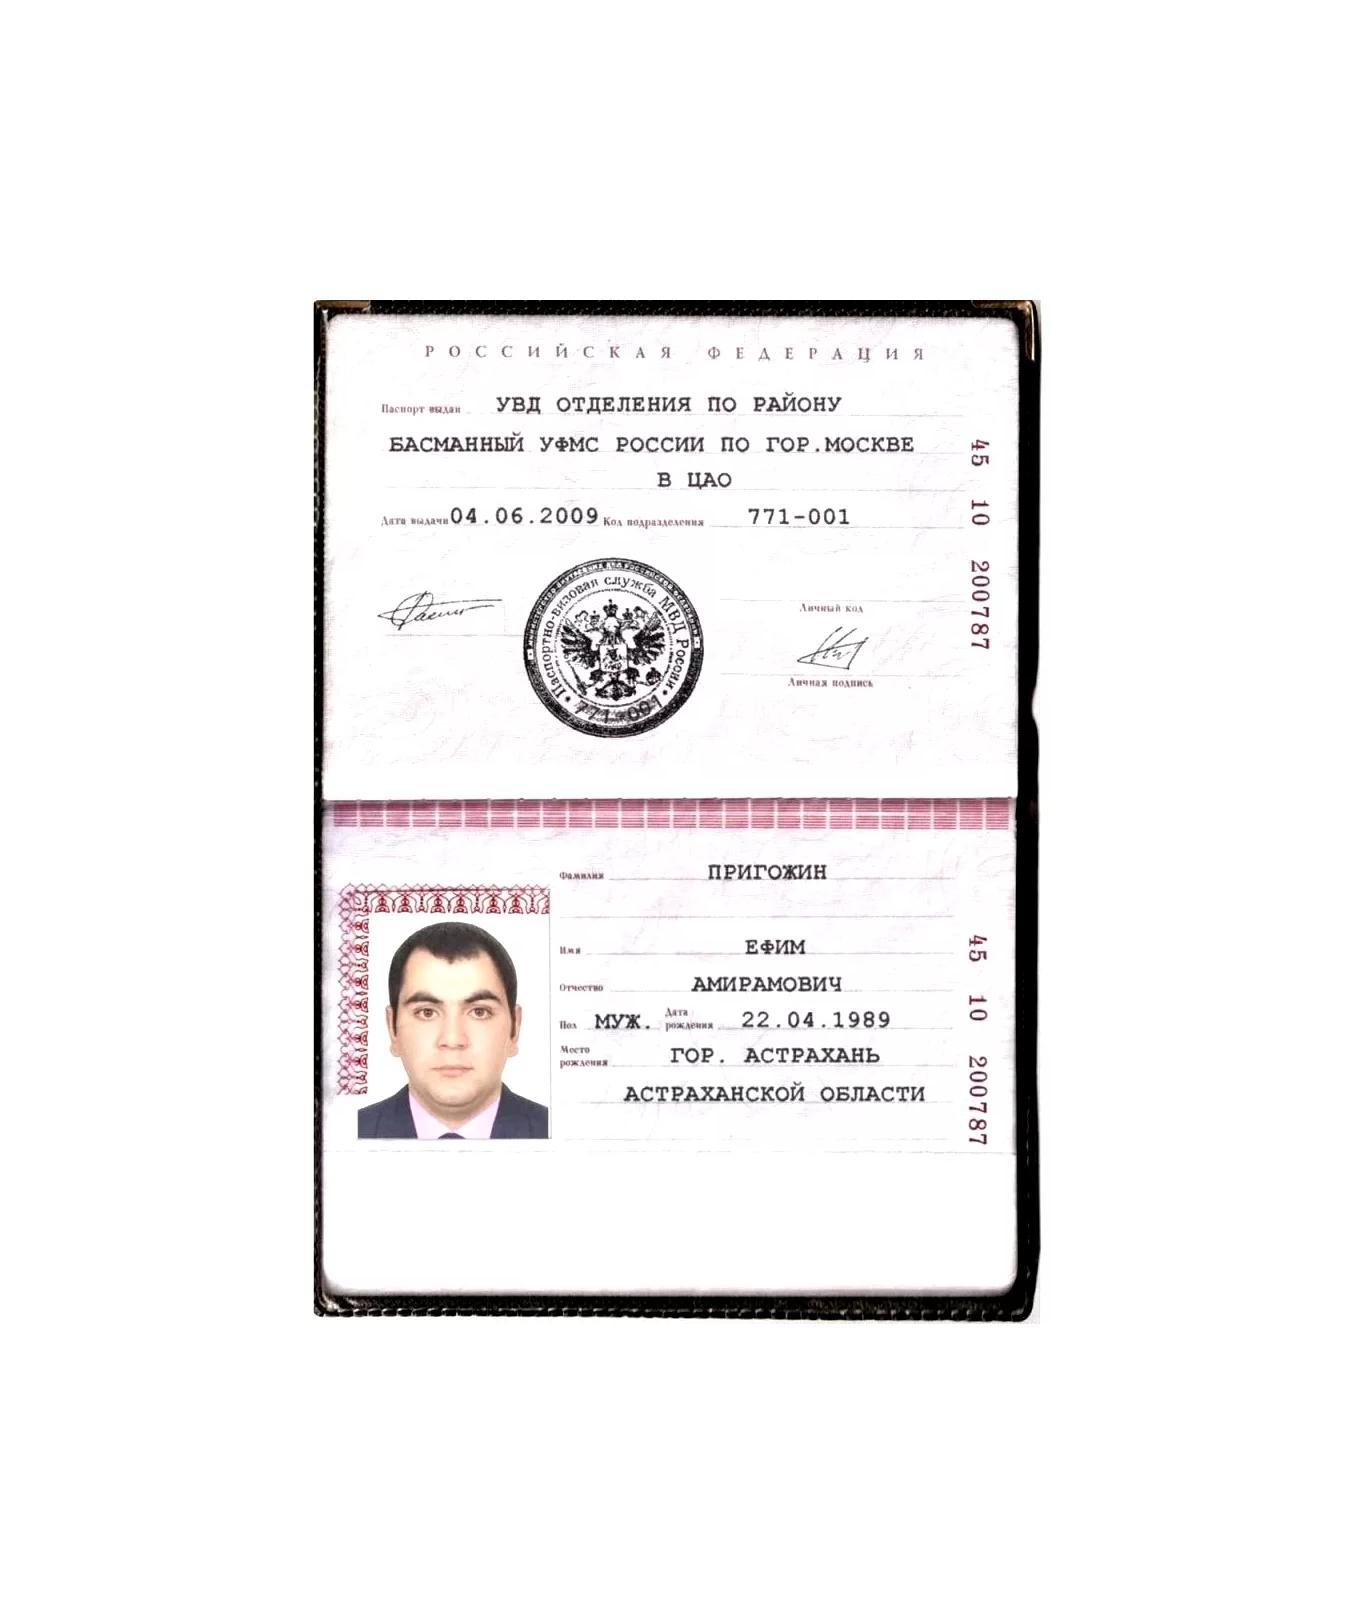 РОССИЙСКАЯ ФЕДЕРАЦИЯ
Паспорт выдан УВД ОТДЕЛЕНИЯ ПО РАЙОНУ
БАСМАННЫЙ УФМС РОССИИ ПО ГОР.МОСКВЕ
В ЦАО
Дата выдачи 04.06.2009 Код подразделения 771-001
45 10 200787
Паспортно-визовая служба МВД России
771-001
Личный код
Личная подпись
Фамилия ПРИГОЖИН
Имя ЕФИМ
Отчество АМИРАМОВИЧ
Пол МУЖ. Дата рождения 22.04.1989
Место рождения ГОР. АСТРАХАНЬ
АСТРАХАНСКОЙ ОБЛАСТИ
45 10 200787